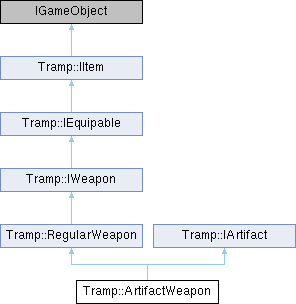 IGameObject
Tramp::IItem
Tramp::IEquipable
Tramp::IWeapon
Tramp::RegularWeapon
Tramp::IArtifact
Tramp::ArtifactWeapon